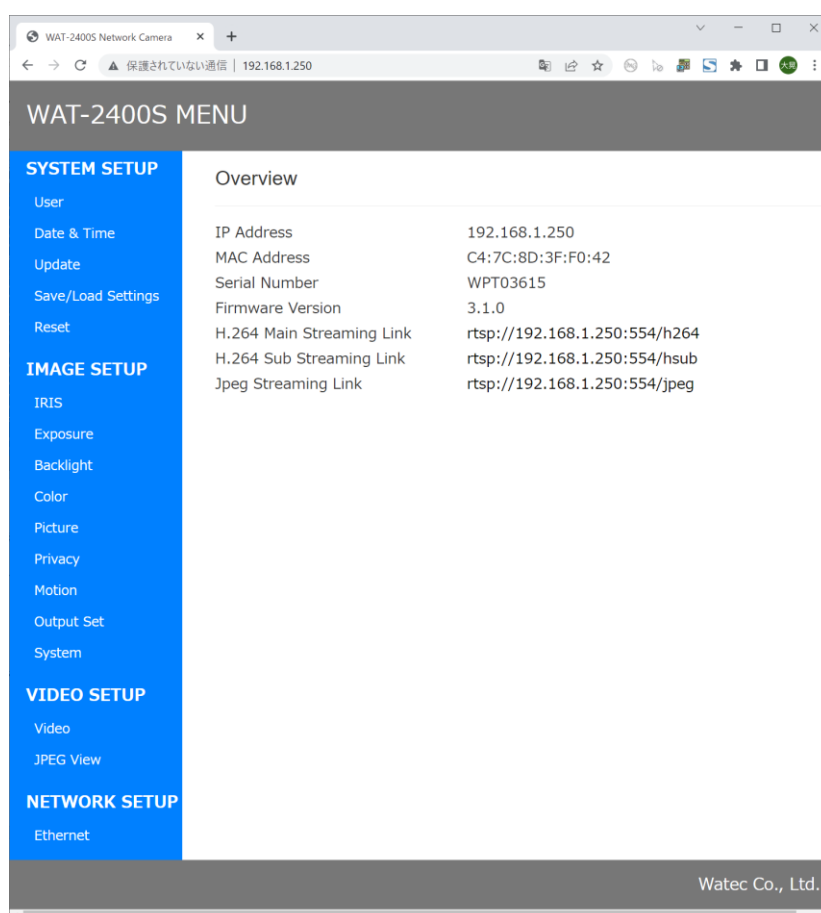 WAT-2400S Network Camera
保護されていない通信 | 192.168.1.250
大晃
WAT-2400S MENU
SYSTEM SETUP
User
Date & Time
Update
Save/Load Settings
Reset
IMAGE SETUP
IRIS
Exposure
Backlight
Color
Picture
Privacy
Motion
Output Set
System
VIDEO SETUP
Video
JPEG View
NETWORK SETUP
Ethernet
Overview
IP Address 192.168.1.250
MAC Address C4:7C:8D:3F:F0:42
Serial Number WPT03615
Firmware Version 3.1.0
H.264 Main Streaming Link rtsp://192.168.1.250:554/h264
H.264 Sub Streaming Link rtsp://192.168.1.250:554/hsub
Jpeg Streaming Link rtsp://192.168.1.250:554/jpeg
Watec Co., Ltd.